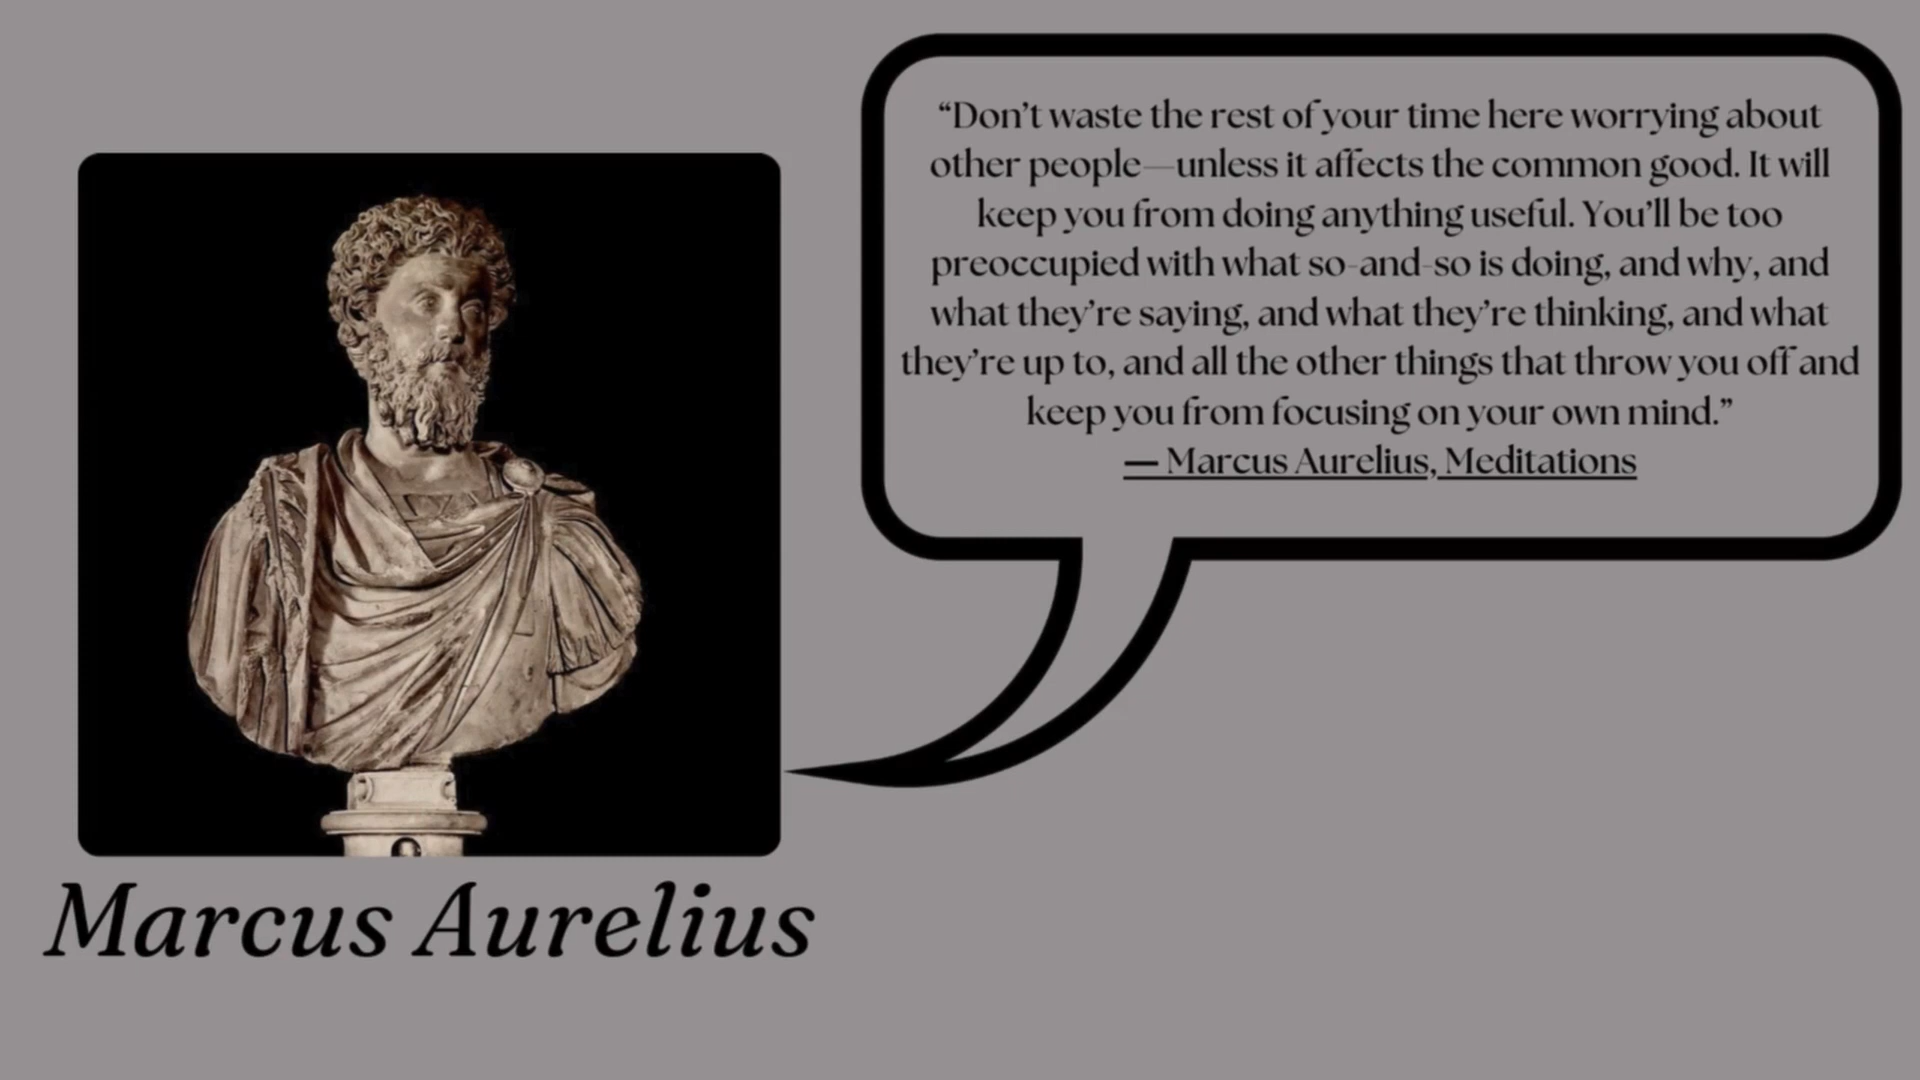 “Don’t waste the rest of your time here worrying about
other people—unless it affects the common good. It will
keep you from doing anything useful. You’ll be too
preoccupied with what so-and-so is doing, and why, and
what they’re saying, and what they’re thinking, and what
they’re up to, and all the other things that throw you off and
keep you from focusing on your own mind.”
— Marcus Aurelius, Meditations
Marcus Aurelius